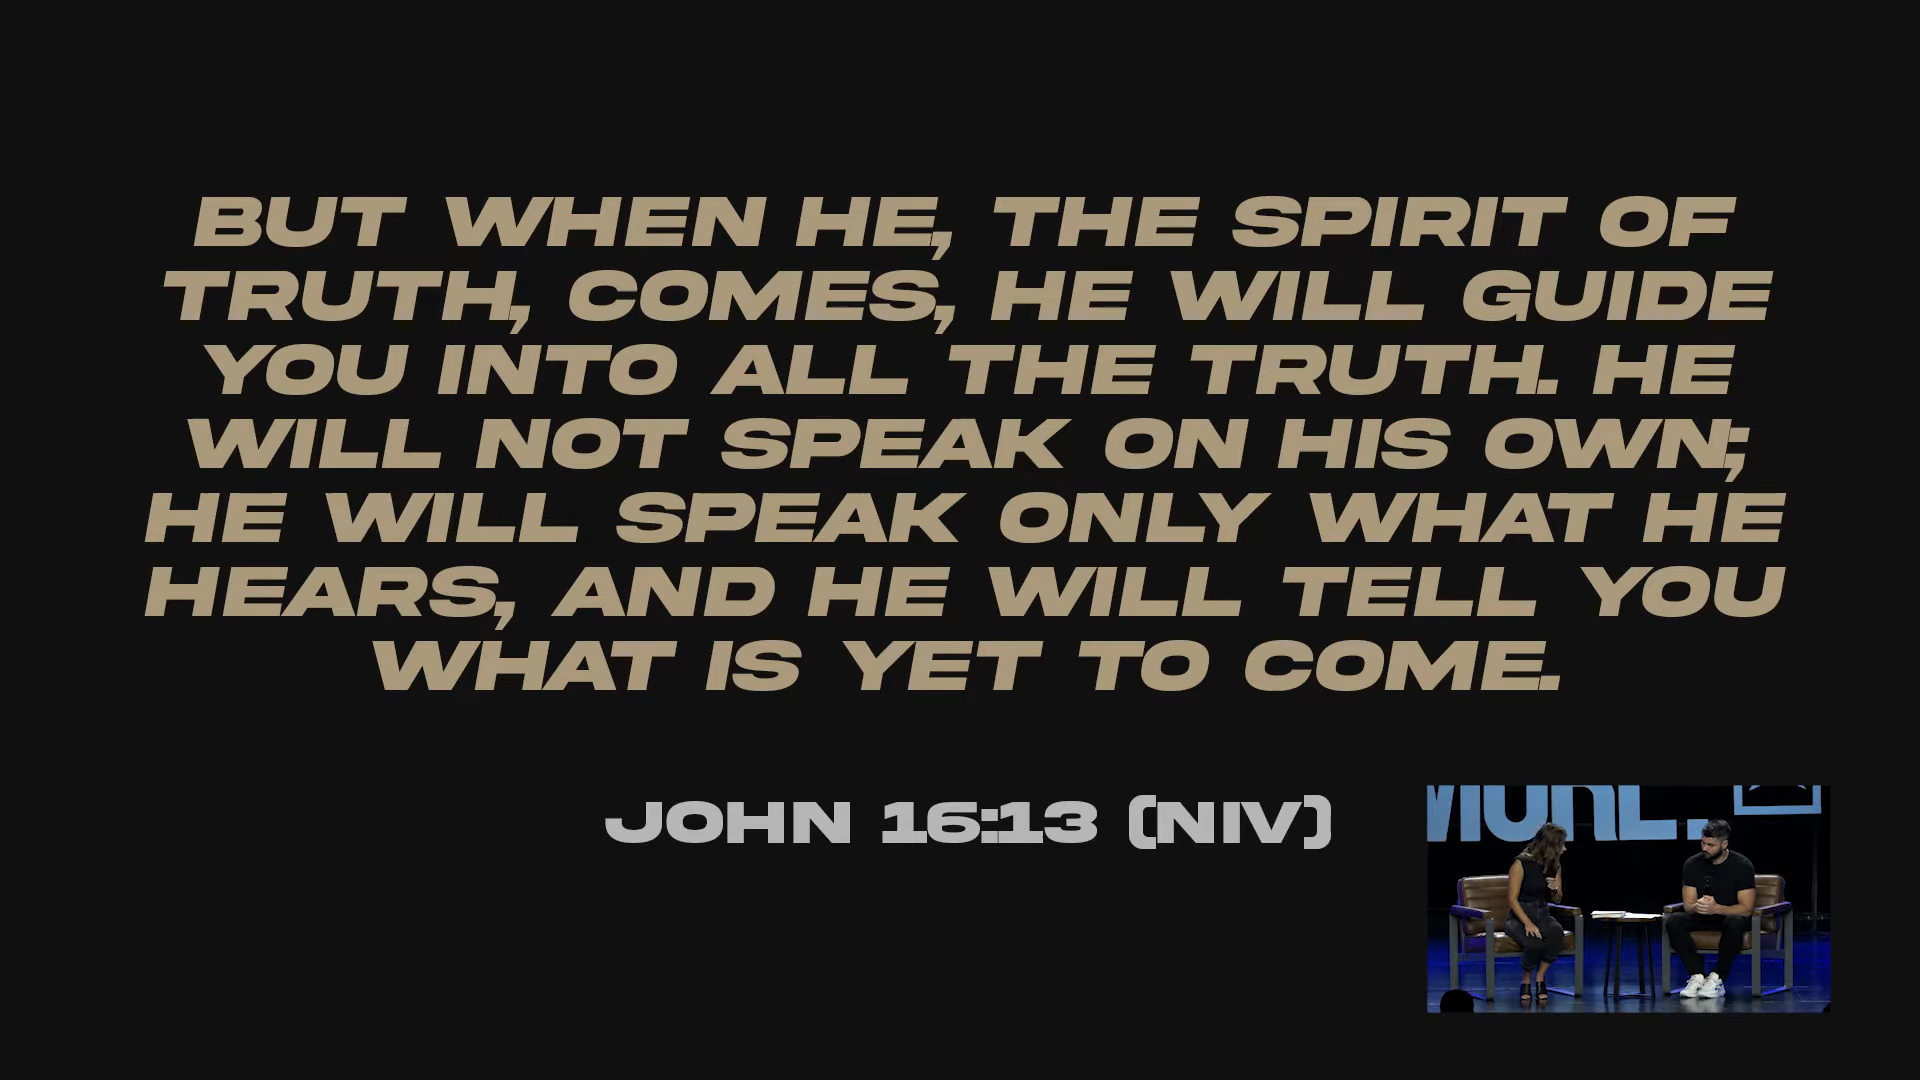 BUT WHEN HE, THE SPIRIT OF
TRUTH, COMES, HE WILL GUIDE
YOU INTO ALL THE TRUTH. HE
WILL NOT SPEAK ON HIS OWN;
HE WILL SPEAK ONLY WHAT HE
HEARS, AND HE WILL TELL YOU
WHAT IS YET TO COME.
JOHN 16:13 (NIV)
MORE.